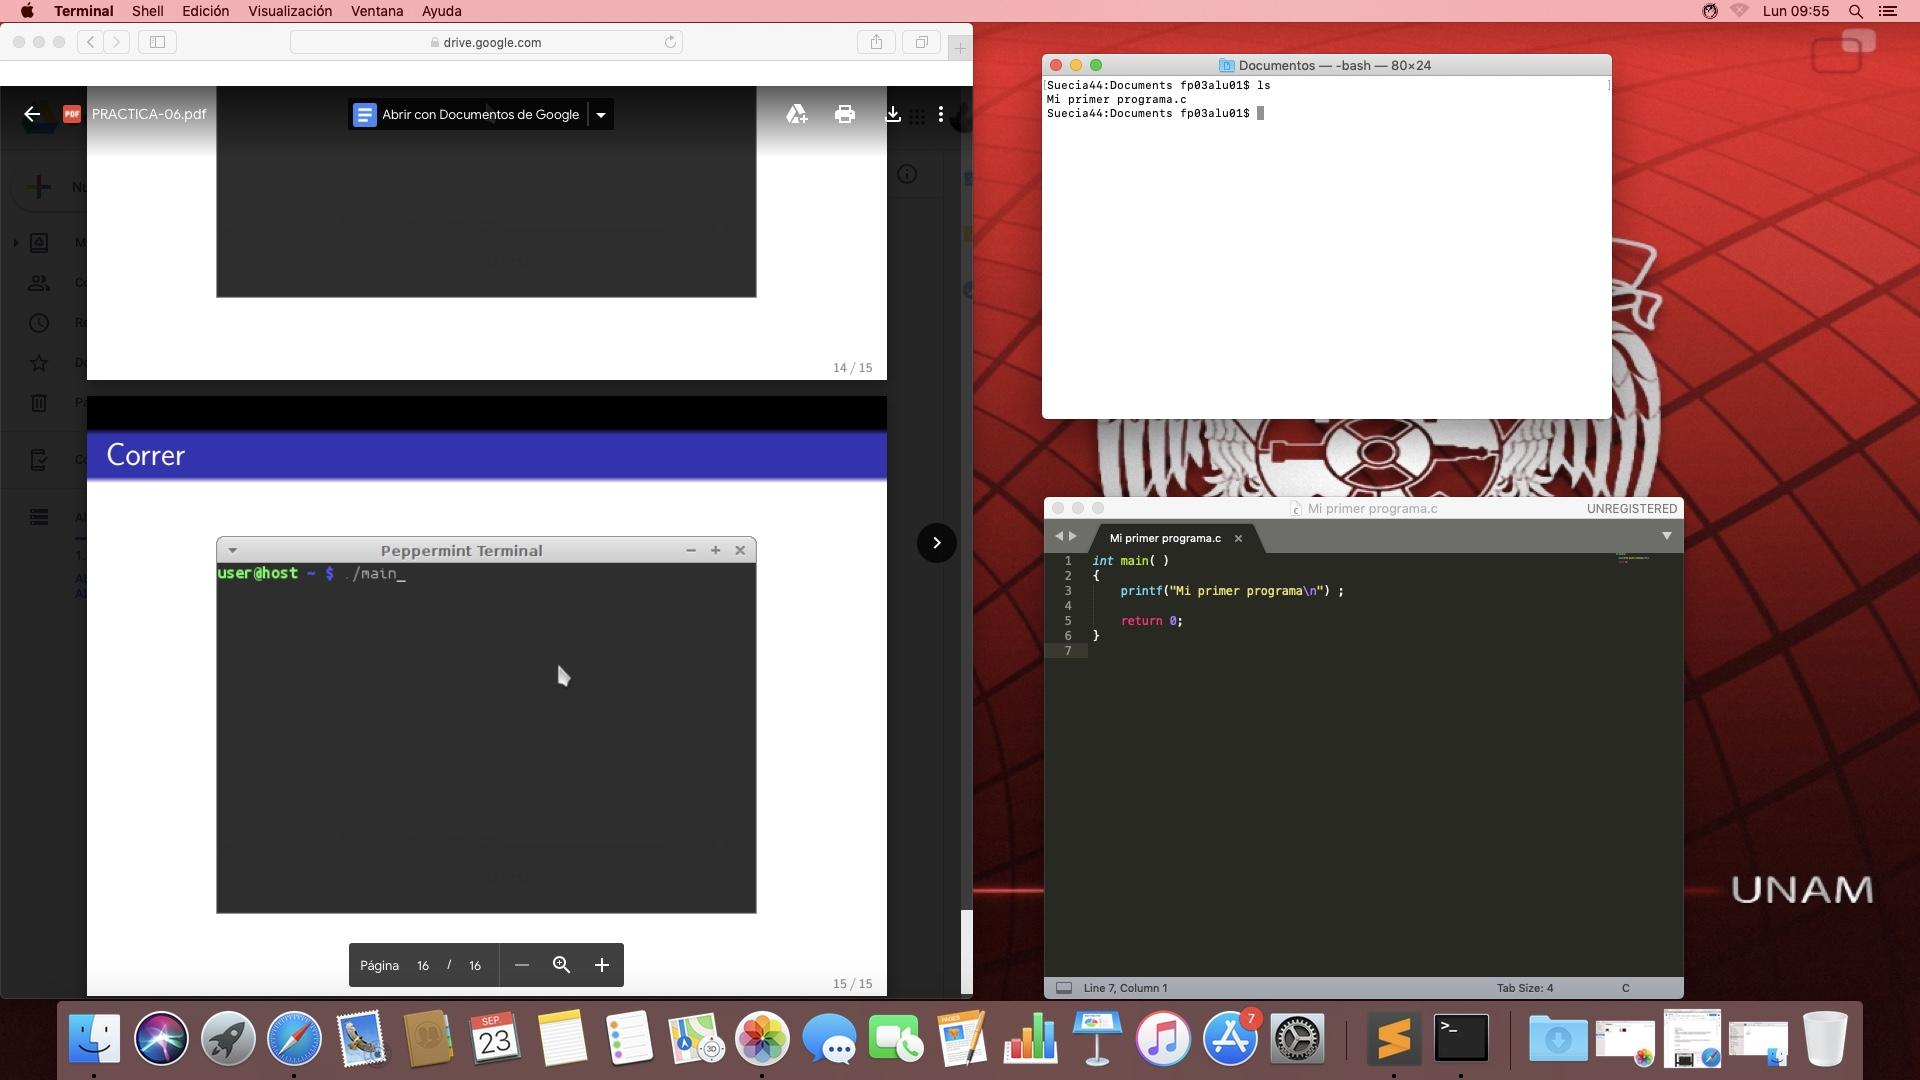 Terminal Shell Edición Visualización Ventana Ayuda Lun 09:55
drive.google.com
PDF PRACTICA-06.pdf Abrir con Documentos de Google
14 / 15
Correr
Peppermint Terminal
user@host ~ $ ./main_
Página 16 / 16
15 / 15
Documentos — -bash — 80×24
Suecia44:Documents fp03alu01$ ls
Mi primer programa.c
Suecia44:Documents fp03alu01$
Mi primer programa.c UNREGISTERED
Mi primer programa.c
1 int main( )
2 {
3 printf("Mi primer programa\n") ;
4
5 return 0;
6 }
7
Line 7, Column 1 Tab Size: 4 C
UNAM
SEP.
23
PAGES
3D
7
>_